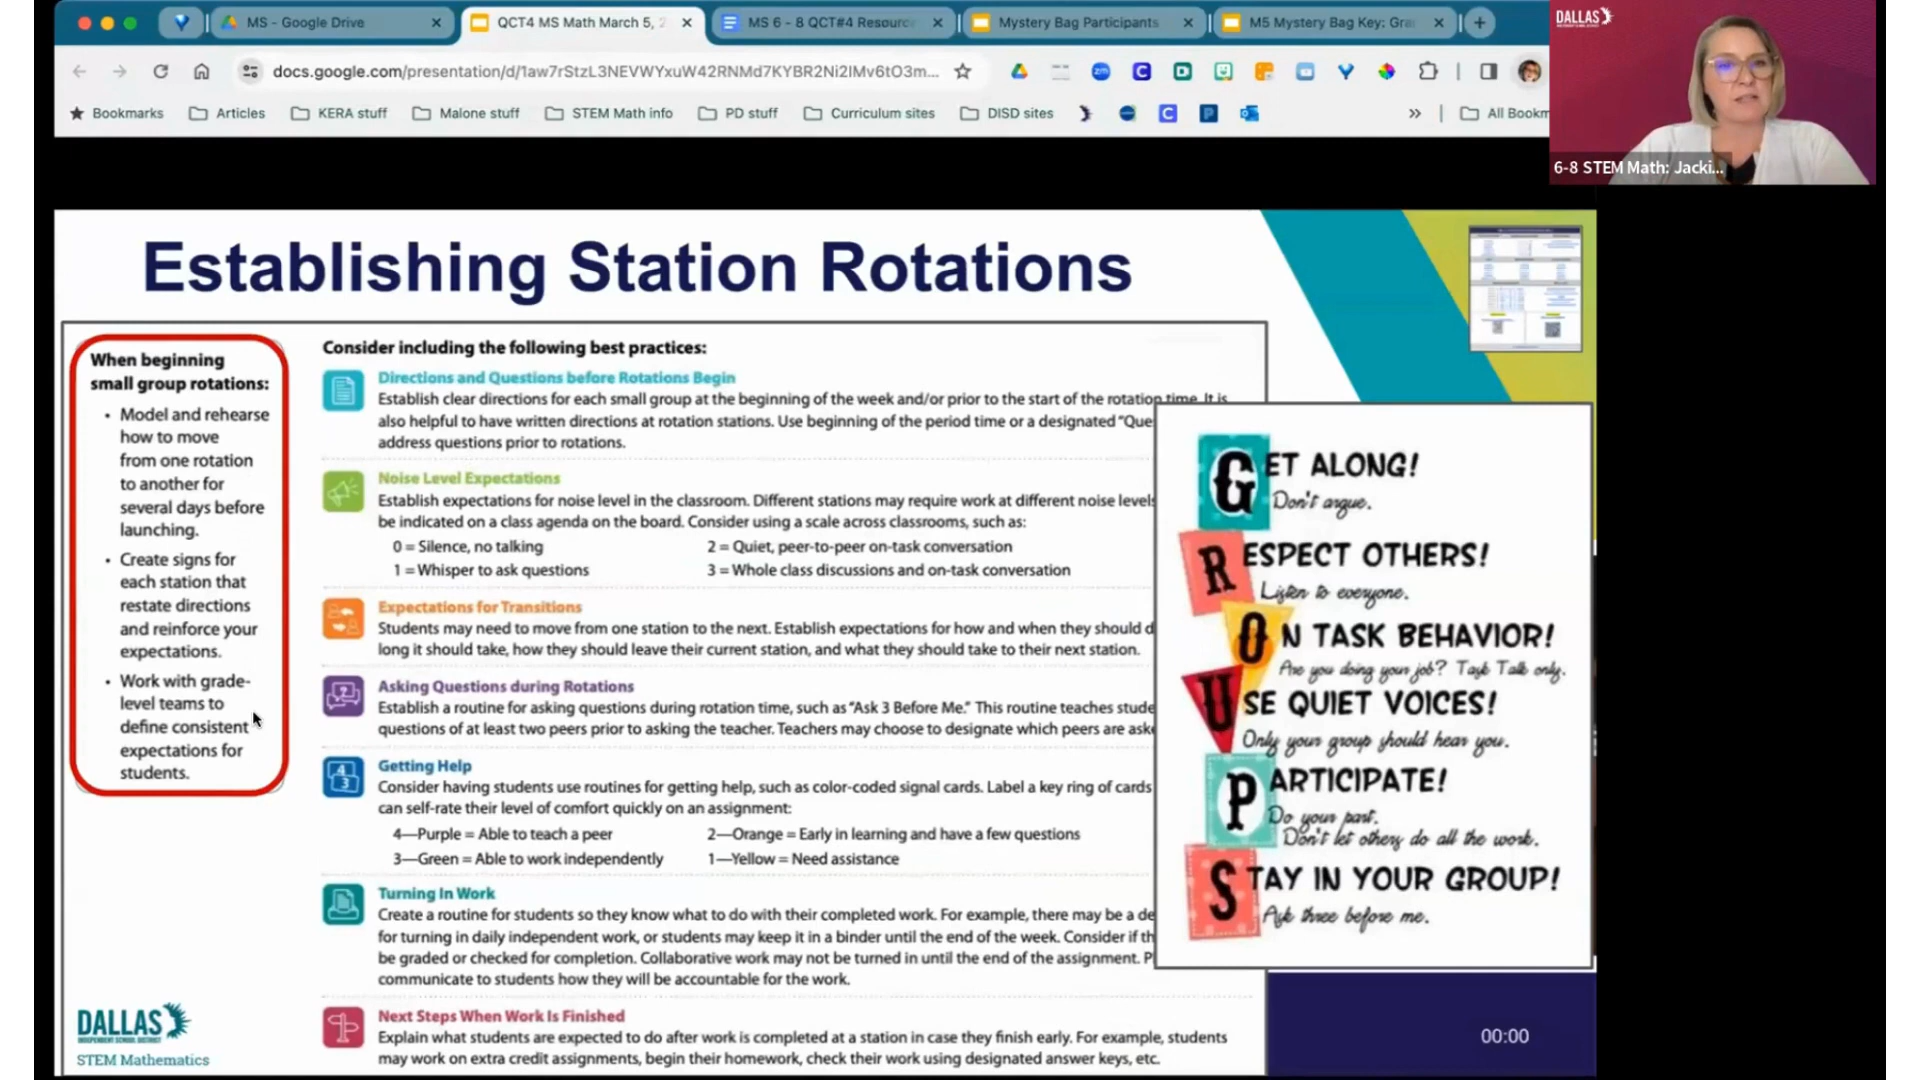 MS - Google Drive
QCT4 MS Math March 5, 2
MS 6 - 8 QCT#4 Resourc
Mystery Bag Participants
M5 Mystery Bag Key: Gra
docs.google.com/presentation/d/1aw7rStzL3NEVWYxuW42RNMd7KYBR2Ni2IMv6tO3m...
Bookmarks
Articles
KERA stuff
Malone stuff
STEM Math info
PD stuff
Curriculum sites
DISD sites
All Bookm
DALLAS
6-8 STEM Math: Jacki...
Establishing Station Rotations
When beginning
small group rotations:
• Model and rehearse
how to move
from one rotation
to another for
several days before
launching.
• Create signs for
each station that
restate directions
and reinforce your
expectations.
• Work with grade-
level teams to
define consistent
expectations for
students.
Consider including the following best practices:
Directions and Questions before Rotations Begin
Establish clear directions for each small group at the beginning of the week and/or prior to the start of the rotation time. It is
also helpful to have written directions at rotation stations. Use beginning of the period time or a designated "Que
address questions prior to rotations.
Noise Level Expectations
Establish expectations for noise level in the classroom. Different stations may require work at different noise levels
be indicated on a class agenda on the board. Consider using a scale across classrooms, such as:
0 = Silence, no talking
2 = Quiet, peer-to-peer on-task conversation
1 = Whisper to ask questions
3 = Whole class discussions and on-task conversation
Expectations for Transitions
Students may need to move from one station to the next. Establish expectations for how and when they should d
long it should take, how they should leave their current station, and what they should take to their next station.
Asking Questions during Rotations
Establish a routine for asking questions during rotation time, such as "Ask 3 Before Me." This routine teaches stude
questions of at least two peers prior to asking the teacher. Teachers may choose to designate which peers are aske
Getting Help
Consider having students use routines for getting help, such as color-coded signal cards. Label a key ring of cards
can self-rate their level of comfort quickly on an assignment:
4—Purple = Able to teach a peer
2—Orange = Early in learning and have a few questions
3—Green = Able to work independently
1—Yellow = Need assistance
Turning In Work
Create a routine for students so they know what to do with their completed work. For example, there may be a de
for turning in daily independent work, or students may keep it in a binder until the end of the week. Consider if th
be graded or checked for completion. Collaborative work may not be turned in until the end of the assignment. P
communicate to students how they will be accountable for the work.
Next Steps When Work Is Finished
Explain what students are expected to do after work is completed at a station in case they finish early. For example, students
may work on extra credit assignments, begin their homework, check their work using designated answer keys, etc.
GET ALONG!
Don't argue.
RESPECT OTHERS!
Listen to everyone.
ON TASK BEHAVIOR!
Are you doing your job? Task Talk only.
USE QUIET VOICES!
Only your group should hear you.
PARTICIPATE!
Do your part.
Don't let others do all the work.
STAY IN YOUR GROUP!
Ask three before me.
DALLAS
INDEPENDENT SCHOOL DISTRICT
STEM Mathematics
00:00